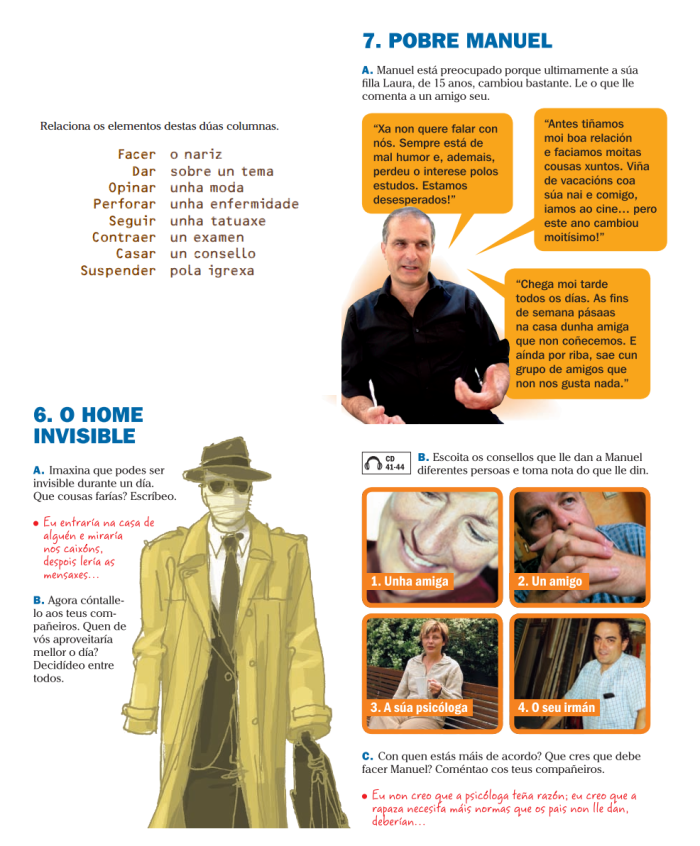 Relaciona os elementos destas dúas columnas.
Facer o nariz
Dar sobre un tema
Opinar unha moda
Perforar unha enfermidade
Seguir unha tatuaxe
Contraer un examen
Casar un consello
Suspender pola igrexa
6. O HOME
INVISIBLE
A. Imaxina que podes ser
invisible durante un día.
Que cousas farías? Escríbeo.
• Eu entraría na casa de
alguén e miraría
nos caixóns,
despois lería as
mensaxes...
B. Agora cóntalle-
lo aos teus com-
pañeiros. Quen de
vós aproveitaría
mellor o día?
Decidídeo entre
todos.
7. POBRE MANUEL
A. Manuel está preocupado porque ultimamente a súa
filla Laura, de 15 anos, cambiou bastante. Le o que lle
comenta a un amigo seu.
“Xa non quere falar con
nós. Sempre está de
mal humor e, ademais,
perdeu o interese polos
estudos. Estamos
desesperados!”
“Antes tiñamos
moi boa relación
e faciamos moitas
cousas xuntos. Viña
de vacacións coa
súa nai e comigo,
iamos ao cine... pero
este ano cambiou
moitísimo!”
“Chega moi tarde
todos os días. As fins
de semana pásaas
na casa dunha amiga
que non coñecemos. E
aínda por riba, sae cun
grupo de amigos que
non nos gusta nada.”
CD
41-44
B. Escoita os consellos que lle dan a Manuel
diferentes persoas e toma nota do que lle din.
1. Unha amiga
2. Un amigo
3. A súa psicóloga
4. O seu irmán
C. Con quen estás máis de acordo? Que cres que debe
facer Manuel? Coméntao cos teus compañeiros.
• Eu non creo que a psicóloga teña razón; eu creo que a
rapaza necesita máis normas que os pais non lle dan,
deberían...